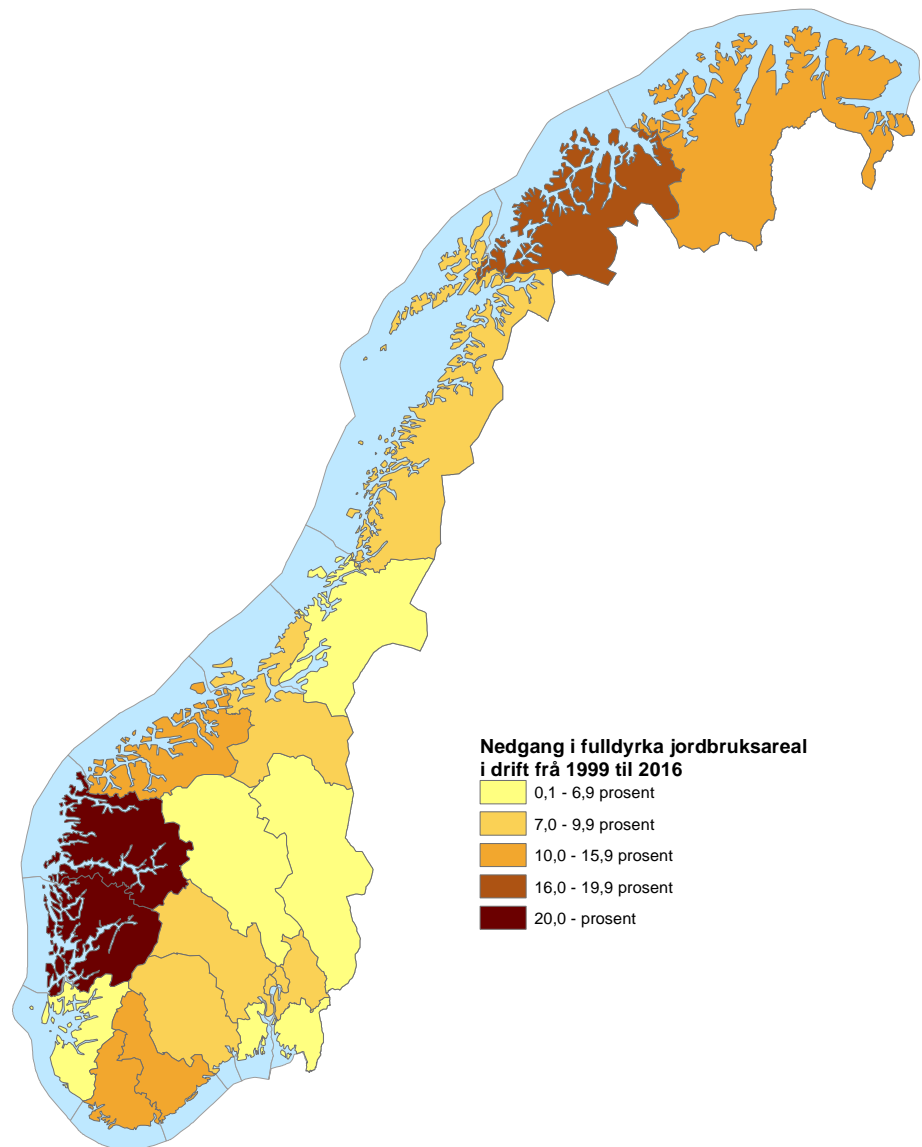 Nedgang i fulldyrka jordbruksareal
i drift frå 1999 til 2016
0,1 - 6,9 prosent
7,0 - 9,9 prosent
10,0 - 15,9 prosent
16,0 - 19,9 prosent
20,0 - prosent